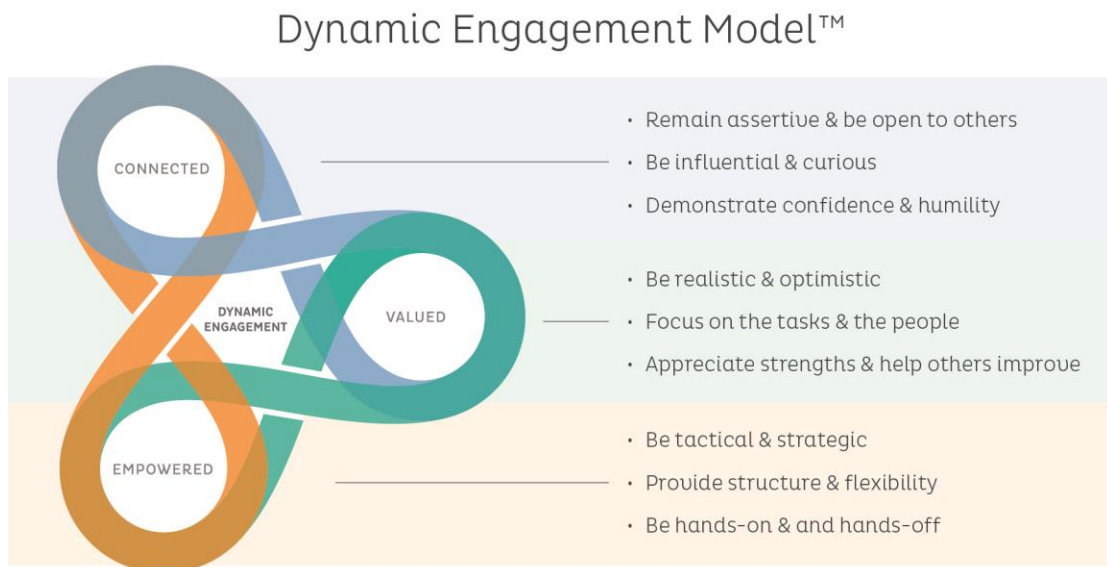 Dynamic Engagement Model™
CONNECTED
• Remain assertive & be open to others
• Be influential & curious
• Demonstrate confidence & humility
DYNAMIC
ENGAGEMENT
VALUED
• Be realistic & optimistic
• Focus on the tasks & the people
• Appreciate strengths & help others improve
EMPOWERED
• Be tactical & strategic
• Provide structure & flexibility
• Be hands-on & and hands-off